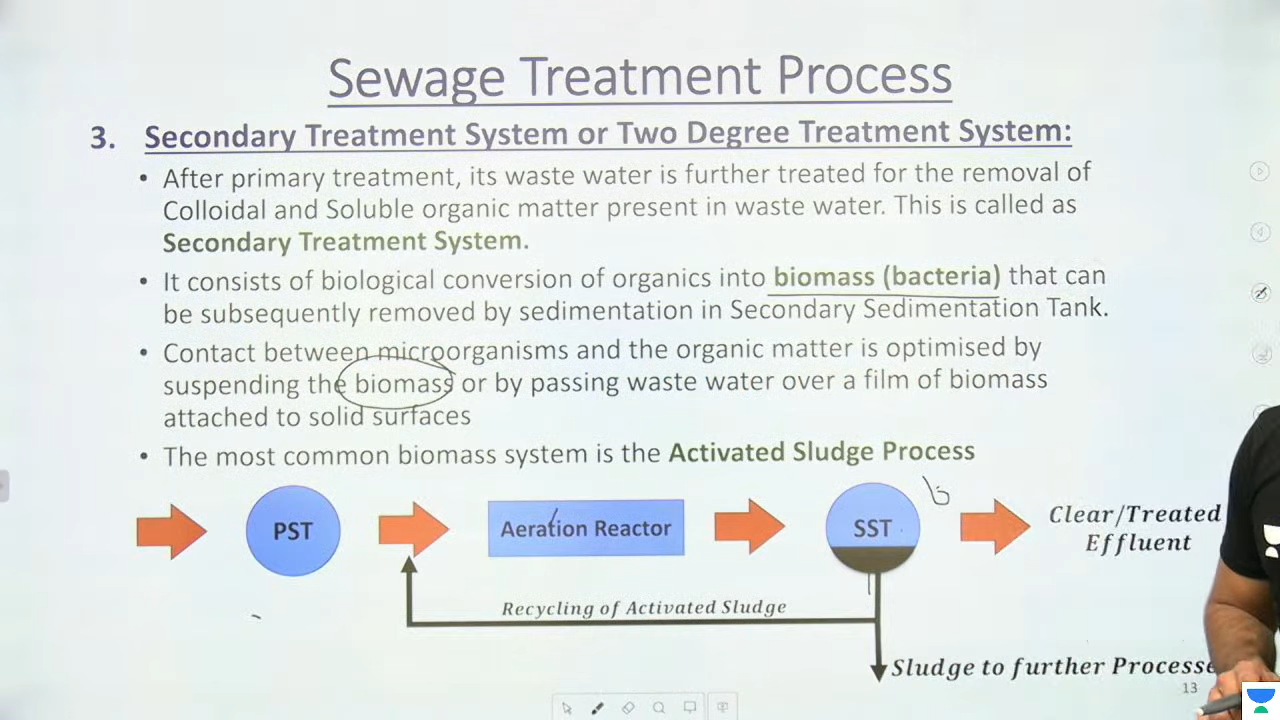 Sewage Treatment Process
3. Secondary Treatment System or Two Degree Treatment System:
• After primary treatment, its waste water is further treated for the removal of
Colloidal and Soluble organic matter present in waste water. This is called as
Secondary Treatment System.
• It consists of biological conversion of organics into biomass (bacteria) that can
be subsequently removed by sedimentation in Secondary Sedimentation Tank.
• Contact between microorganisms and the organic matter is optimised by
suspending the biomass or by passing waste water over a film of biomass
attached to solid surfaces
• The most common biomass system is the Activated Sludge Process
PST
Aeration Reactor
SST
Clear/Treated
Effluent
Recycling of Activated Sludge
Sludge to further
13